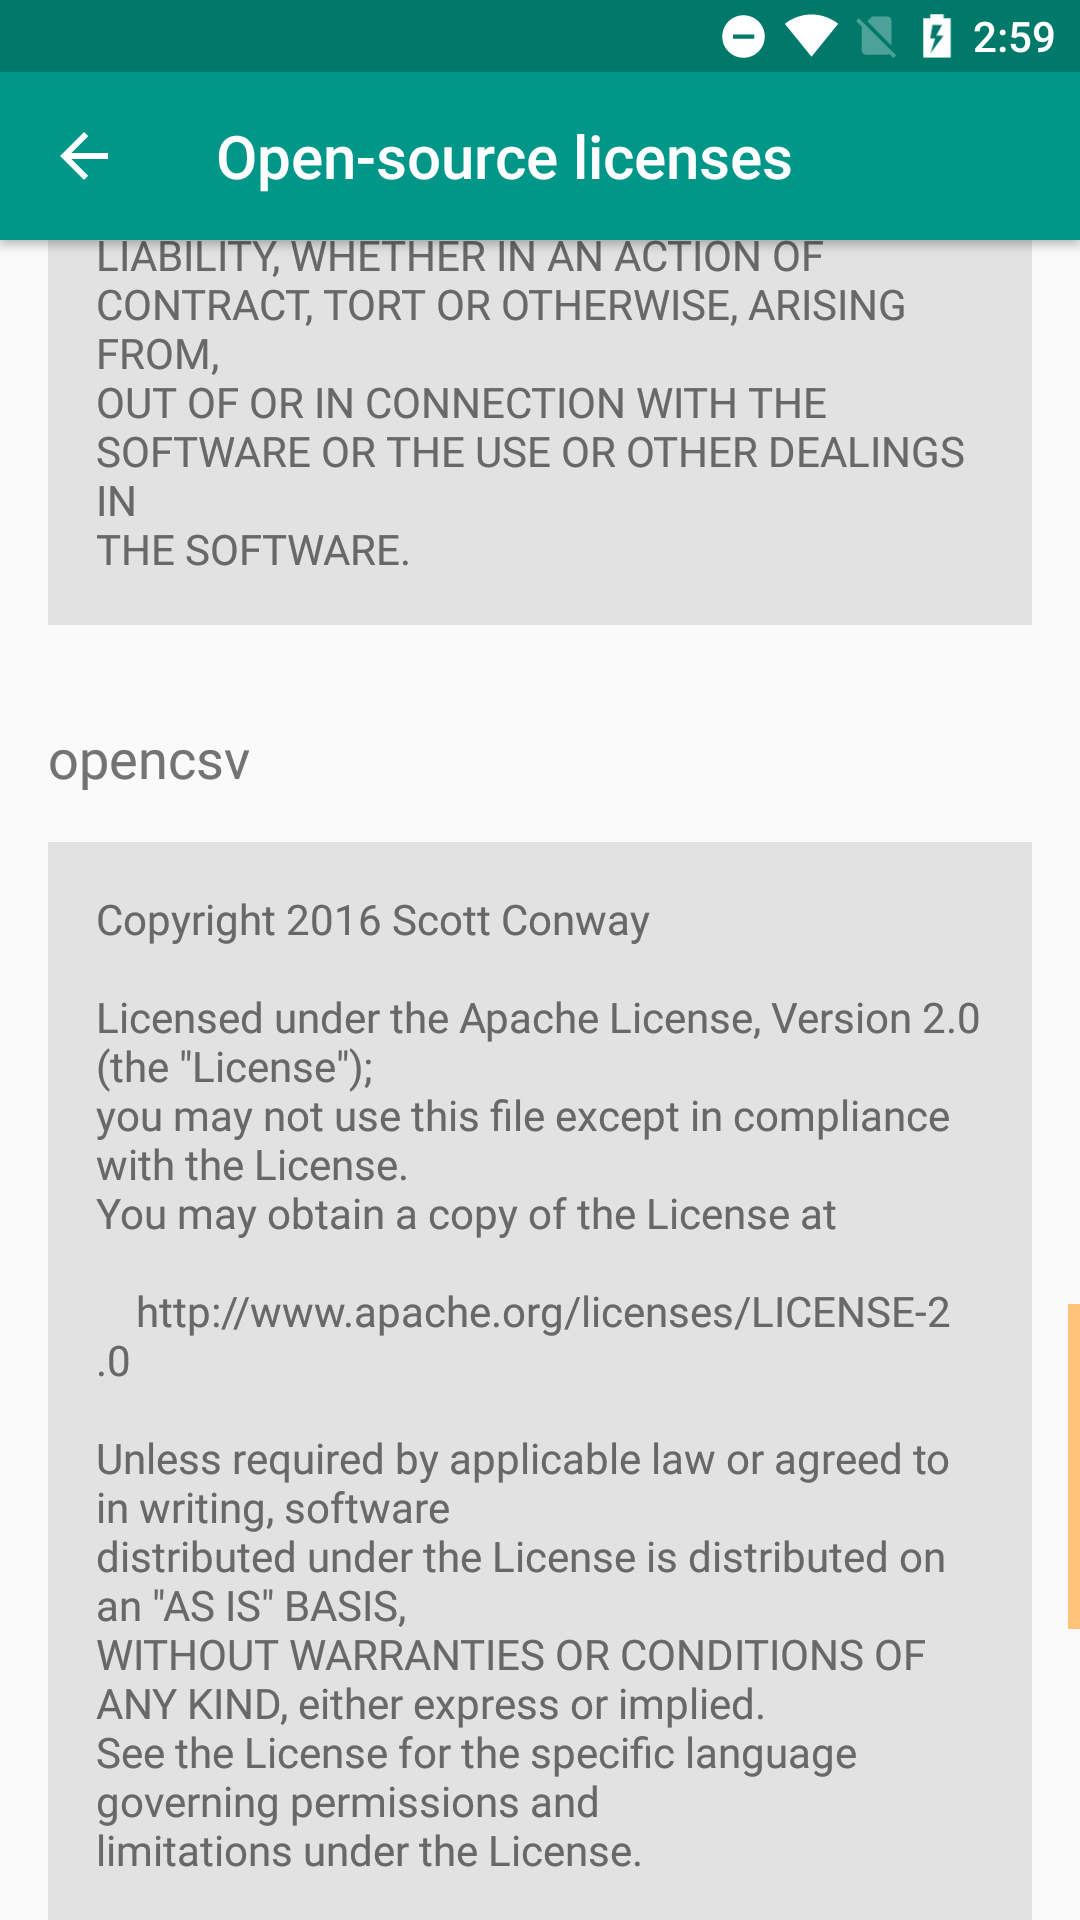 2:59
Open-source licenses
LIABILITY, WHETHER IN AN ACTION OF
CONTRACT, TORT OR OTHERWISE, ARISING
FROM,
OUT OF OR IN CONNECTION WITH THE
SOFTWARE OR THE USE OR OTHER DEALINGS
IN
THE SOFTWARE.
opencsv
Copyright 2016 Scott Conway
Licensed under the Apache License, Version 2.0
(the "License");
you may not use this file except in compliance
with the License.
You may obtain a copy of the License at
http://www.apache.org/licenses/LICENSE-2
.0
Unless required by applicable law or agreed to
in writing, software
distributed under the License is distributed on
an "AS IS" BASIS,
WITHOUT WARRANTIES OR CONDITIONS OF
ANY KIND, either express or implied.
See the License for the specific language
governing permissions and
limitations under the License.